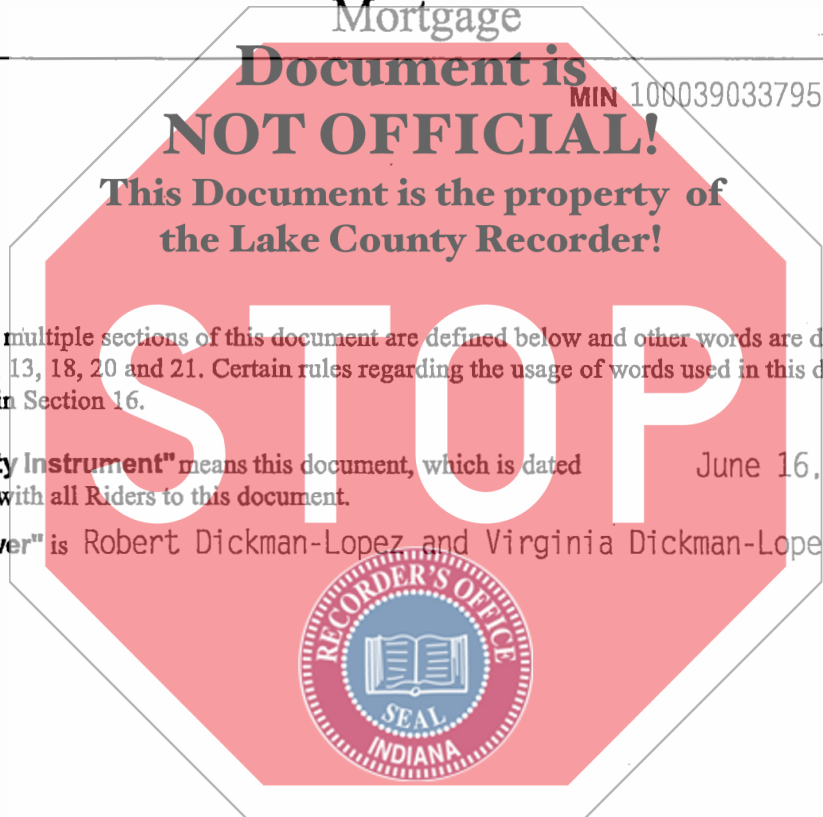 Mortgage
Document is
MIN 100039033795
NOT OFFICIAL!
This Document is the property of
the Lake County Recorder!
STOP
multiple sections of this document are defined below and other words are d
13, 18, 20 and 21. Certain rules regarding the usage of words used in this d
in Section 16.
y Instrument" means this document, which is dated June 16,
with all Riders to this document.
er" is Robert Dickman-Lopez and Virginia Dickman-Lope
RECORDER'S OFFICE
SEAL
INDIANA